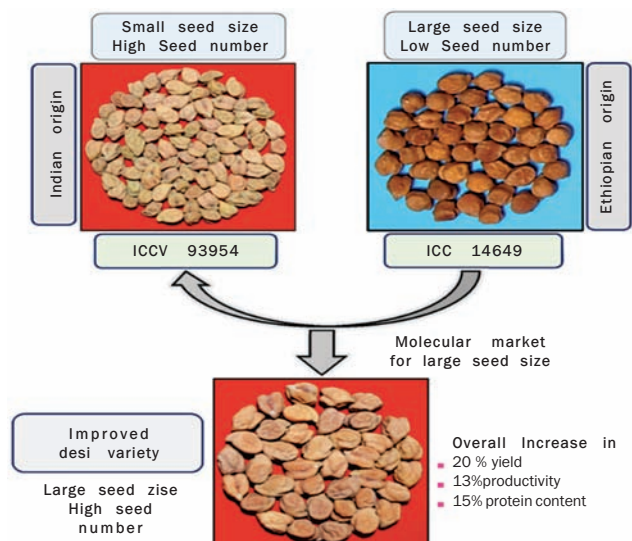 Small seed size
High Seed number
Large seed size
Low Seed number
Indian origin
Ethiopian origin
ICCV 93954
ICC 14649
Molecular market
for large seed size
Improved
desi variety
Large seed zise
High seed
number
Overall Increase in
20 % yield
13%productivity
15% protein content